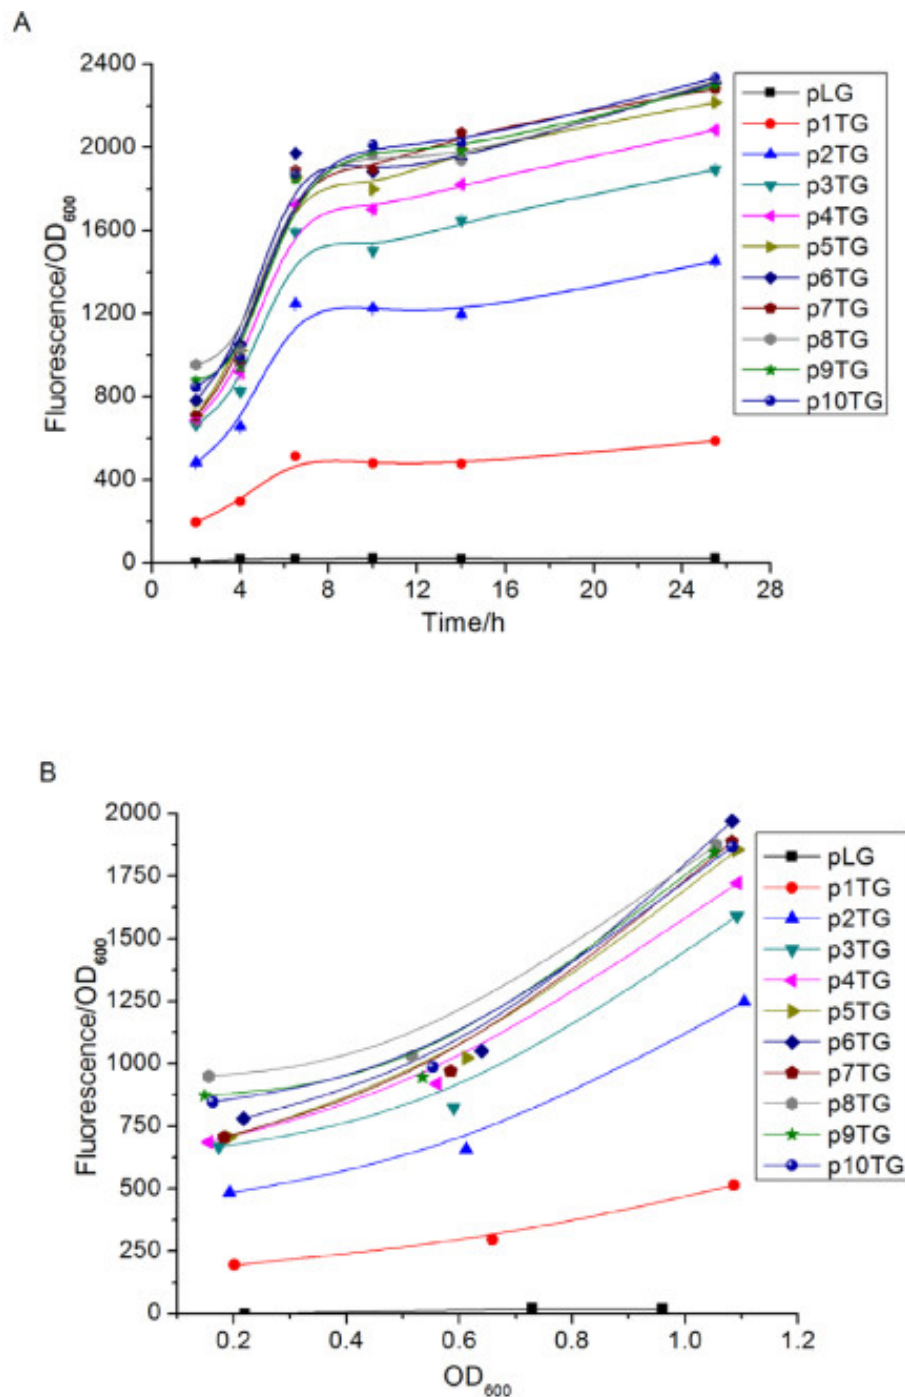 A
2400
2000
1600
1200
800
400
0
Fluorescence/OD600
0 4 8 12 16 20 24 28
Time/h
pLG
p1TG
p2TG
p3TG
p4TG
p5TG
p6TG
p7TG
p8TG
p9TG
p10TG
B
2000
1750
1500
1250
1000
750
500
250
0
Fluorescence/OD600
0.2 0.4 0.6 0.8 1.0 1.2
OD600
pLG
p1TG
p2TG
p3TG
p4TG
p5TG
p6TG
p7TG
p8TG
p9TG
p10TG